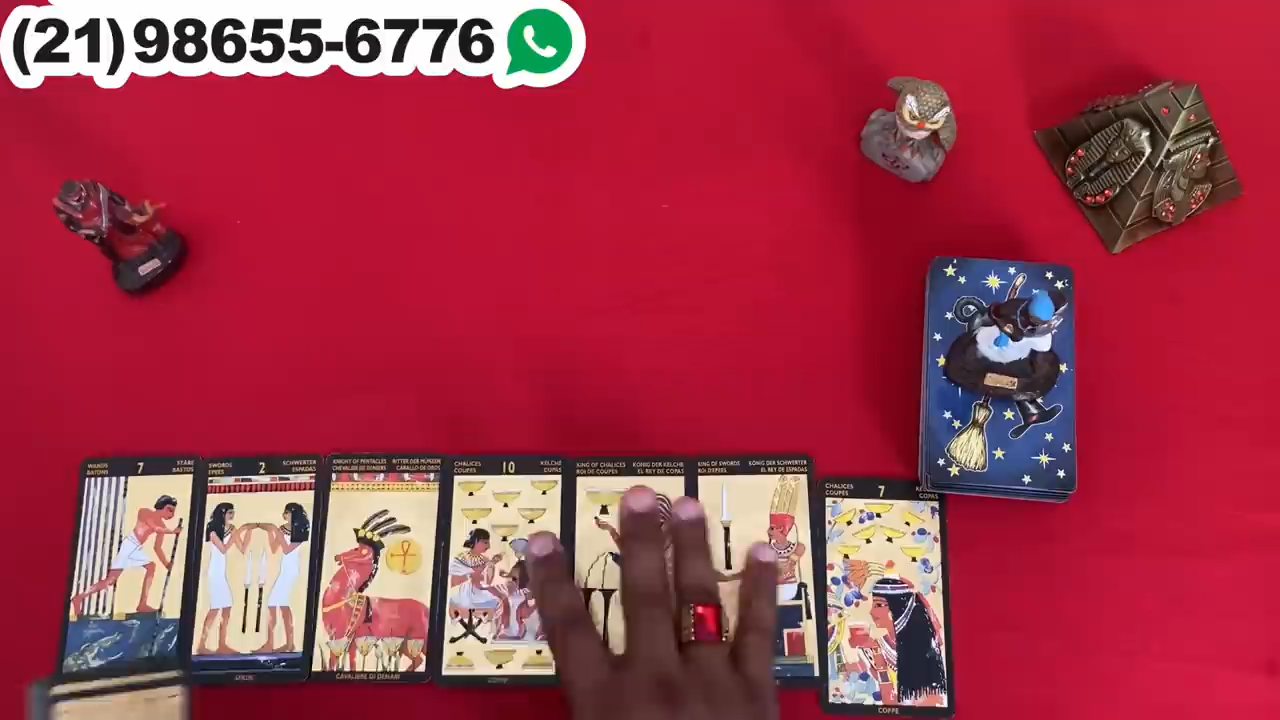 (21)98655-6776
WANDS
BATONS
7
STÄBE
BASTOS
SWORDS
EPEES
2
SCHWERTER
ESPADAS
SPADE
KNIGHT OF PENTACLES
CHEVALIER DE DENIERS
RITTER DER MÜNZEN
CABALLO DE OROS
CAVALIERE DI DENARI
CHALICES
COUPES
10
KELCHE
COPAS
COPPE
KING OF CHALICES
ROI DE COUPES
KÖNIG DER KELCHE
EL REY DE COPAS
KING OF SWORDS
ROI D'EPEES
KÖNIG DER SCHWERTER
EL REY DE ESPADAS
CHALICES
COUPES
7
COPAS
COPPE